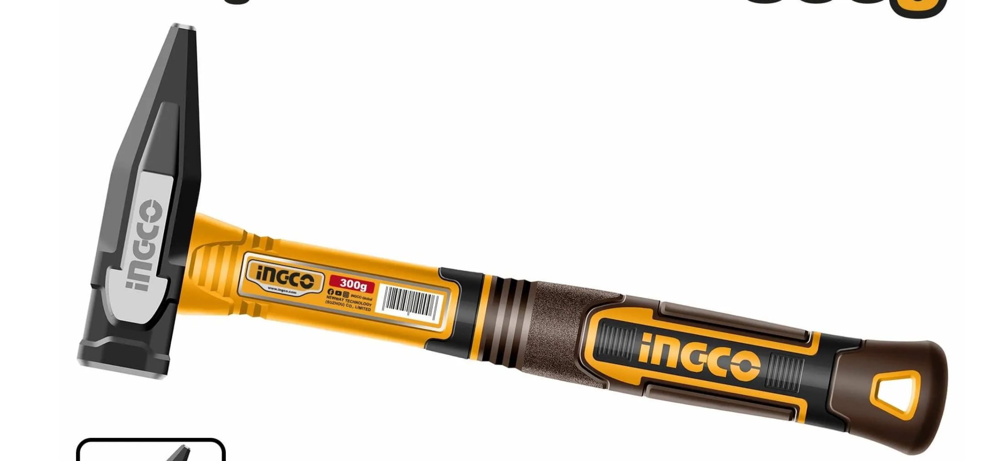 INGCO
INGCO
www.ingco.com
300g
INGCO Global
NEWWAY TECHNOLOGY
(SUZHOU) CO., LIMITED
INGCO